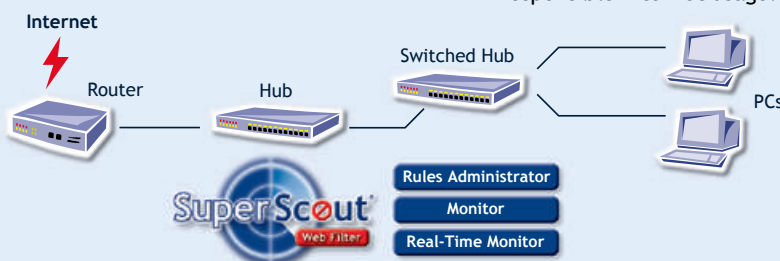 Internet
Router
Hub
Switched Hub
PCs
SuperScout
Web Filter
Rules Administrator
Monitor
Real-Time Monitor